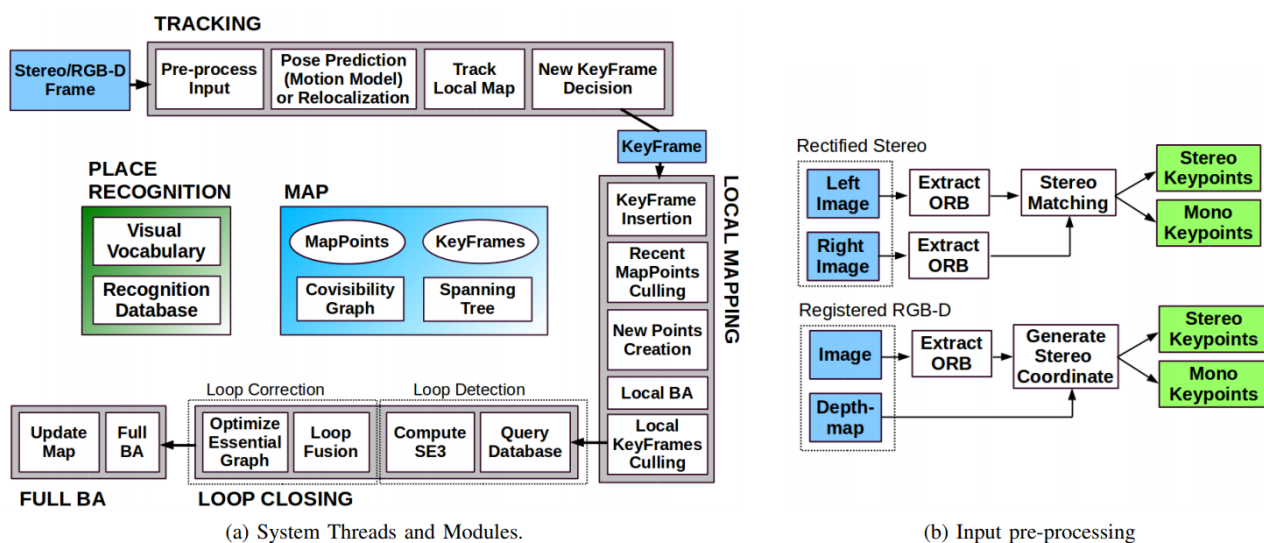 TRACKING
Stereo/RGB-D
Frame
Pre-process
Input
Pose Prediction
(Motion Model)
or Relocalization
Track
Local Map
New KeyFrame
Decision
KeyFrame
PLACE
RECOGNITION
Visual
Vocabulary
Recognition
Database
MAP
MapPoints
KeyFrames
Covisibility
Graph
Spanning
Tree
LOCAL MAPPING
KeyFrame
Insertion
Recent
MapPoints
Culling
New Points
Creation
Local BA
Local
KeyFrames
Culling
Loop Correction
Loop Detection
Update
Map
Full
BA
Optimize
Essential
Graph
Loop
Fusion
Compute
SE3
Query
Database
FULL BA
LOOP CLOSING
(a) System Threads and Modules.
Rectified Stereo
Left
Image
Extract
ORB
Stereo
Matching
Stereo
Keypoints
Mono
Keypoints
Right
Image
Extract
ORB
Registered RGB-D
Image
Extract
ORB
Generate
Stereo
Coordinate
Stereo
Keypoints
Mono
Keypoints
Depth-
map
(b) Input pre-processing